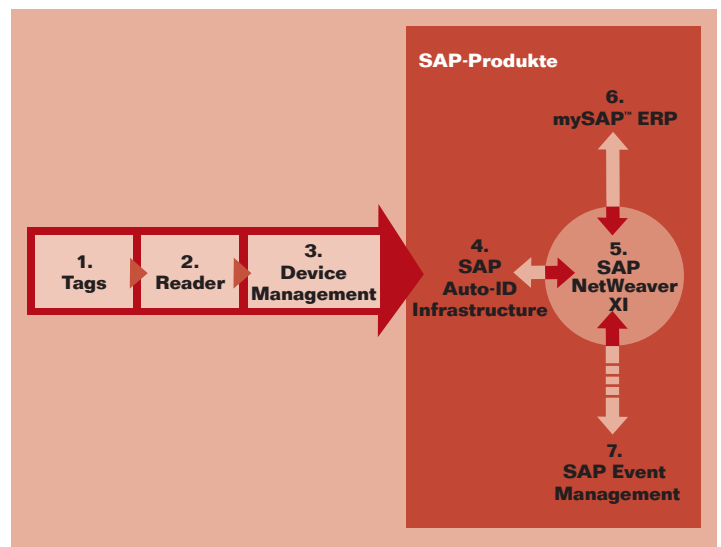 SAP-Produkte
6.
mySAP™ ERP
1.
Tags
2.
Reader
3.
Device
Management
4.
SAP
Auto-ID
Infrastructure
5.
SAP
NetWeaver
XI
7.
SAP Event
Management